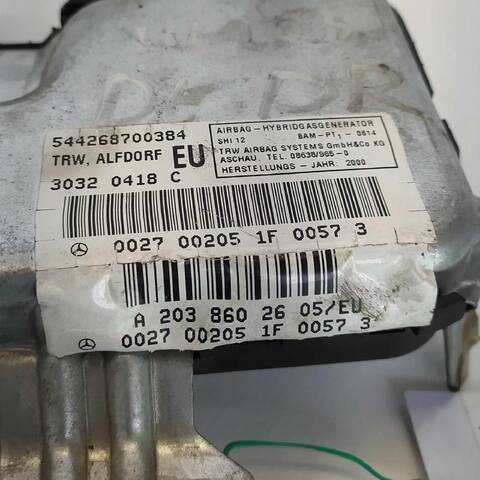 544268700384
TRW, ALFDORF EU
3032 0418 C
AIRBAG-HYBRIDGASGENERATOR
SHI 12 BAM-PT1-0814
TRW AIRBAG SYSTEMS GmbH&Co KG
ASCHAU. TEL. 08638/965-0
HERSTELLUNGS-JAHR: 2000
0027 00205 1F 0057 3
A 203 860 26 05/EU
0027 00205 1F 0057 3